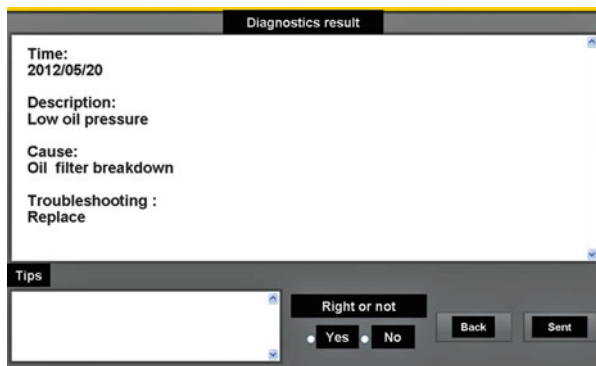 Diagnostics result
Time:
2012/05/20
Description:
Low oil pressure
Cause:
Oil filter breakdown
Troubleshooting :
Replace
Tips
Right or not
Yes No
Back Sent